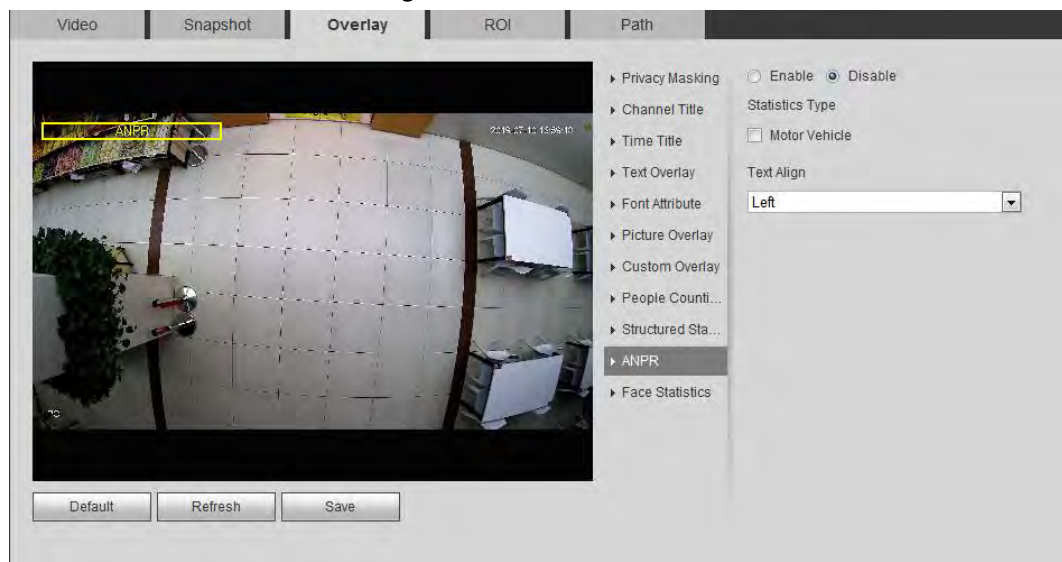 Video Snapshot Overlay ROI Path
ANPR
Privacy Masking
Channel Title
Time Title
Text Overlay
Font Attribute
Picture Overlay
Custom Overlay
People Counti...
Structured Sta...
ANPR
Face Statistics
Enable Disable
Statistics Type
Motor Vehicle
Text Align
Left
Default Refresh Save